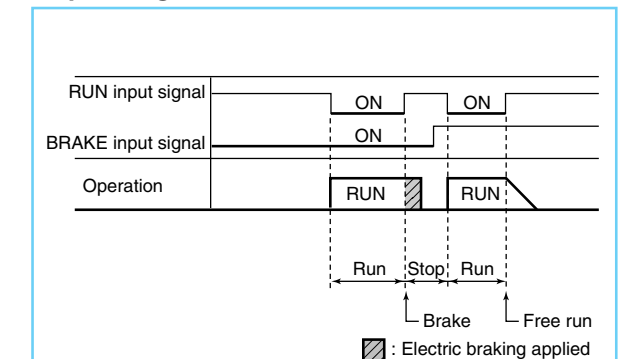 RUN input signal
ON
ON
BRAKE input signal
ON
Operation
RUN
RUN
Run
Stop
Run
Brake
Free run
: Electric braking applied